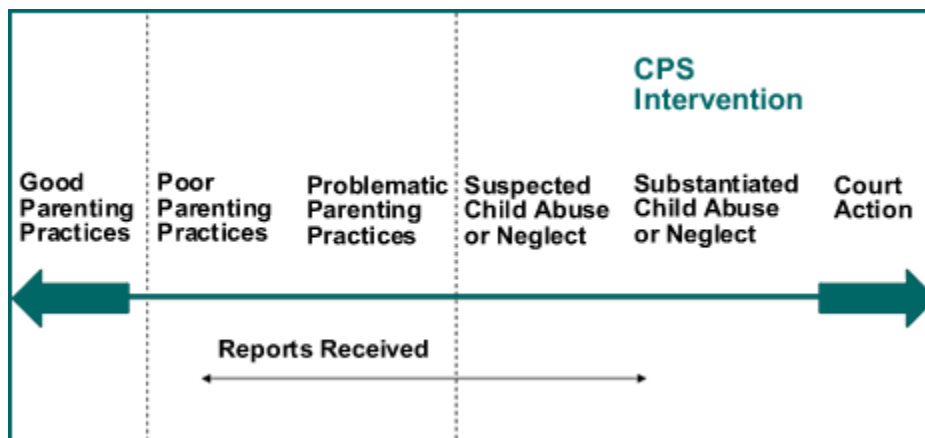 CPS
Intervention
Good
Parenting
Practices
Poor
Parenting
Practices
Problematic
Parenting
Practices
Suspected
Child Abuse
or Neglect
Substantiated
Child Abuse
or Neglect
Court
Action
Reports Received